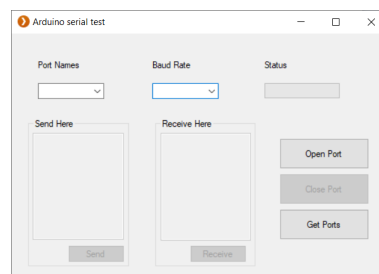 Arduino serial test
Port Names
Baud Rate
Status
Send Here
Receive Here
Open Port
Close Port
Get Ports
Send
Receive